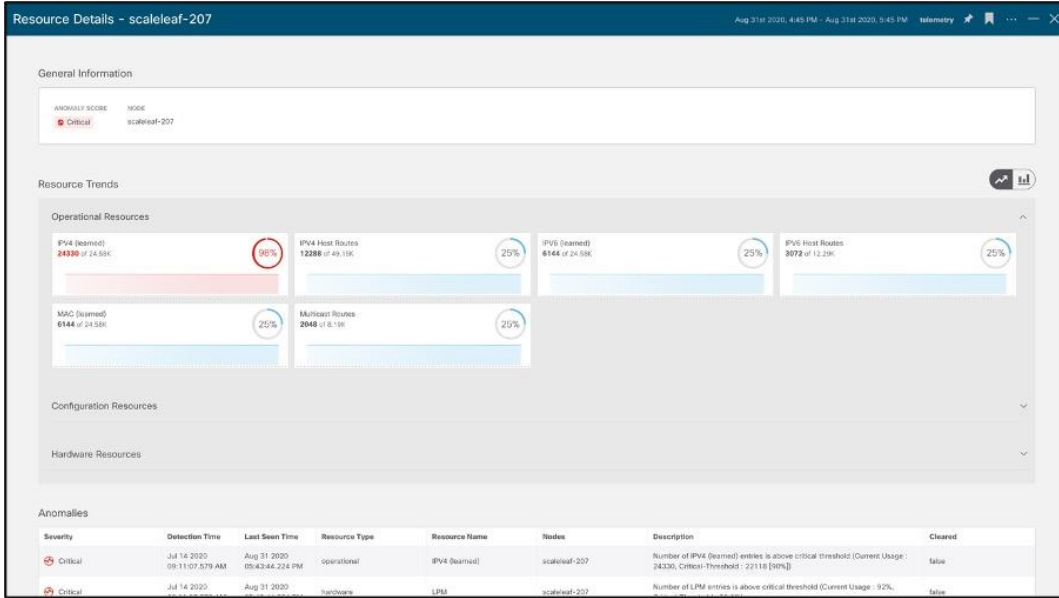 Resource Details - scaleleaf-207
Aug 31st 2020, 4:45 PM - Aug 31st 2020, 5:45 PM telemetry
General Information
ANOMALY SCORE NODE
Critical scaleleaf-207
Resource Trends
Operational Resources
IPV4 (learned)
24330 of 24.58K
98%
IPV4 Host Routes
12288 of 49.15K
25%
IPV6 (learned)
6144 of 24.58K
25%
IPV6 Host Routes
3072 of 12.29K
25%
MAC (learned)
6144 of 24.58K
25%
Multicast Routes
2048 of 8.19K
25%
Configuration Resources
Hardware Resources
Anomalies
Severity Detection Time Last Seen Time Resource Type Resource Name Nodes Description Cleared
Critical
Jul 14 2020
09:11:07.579 AM
Aug 31 2020
05:43:44.224 PM
operational
IPV4 (learned)
scaleleaf-207
Number of IPV4 (learned) entries is above critical threshold (Current Usage :
24330, Critical-Threshold : 22118 [90%])
false
Critical
Jul 14 2020
Aug 31 2020
hardware
LPM
scaleleaf-207
Number of LPM entries is above critical threshold (Current Usage : 92%,
false